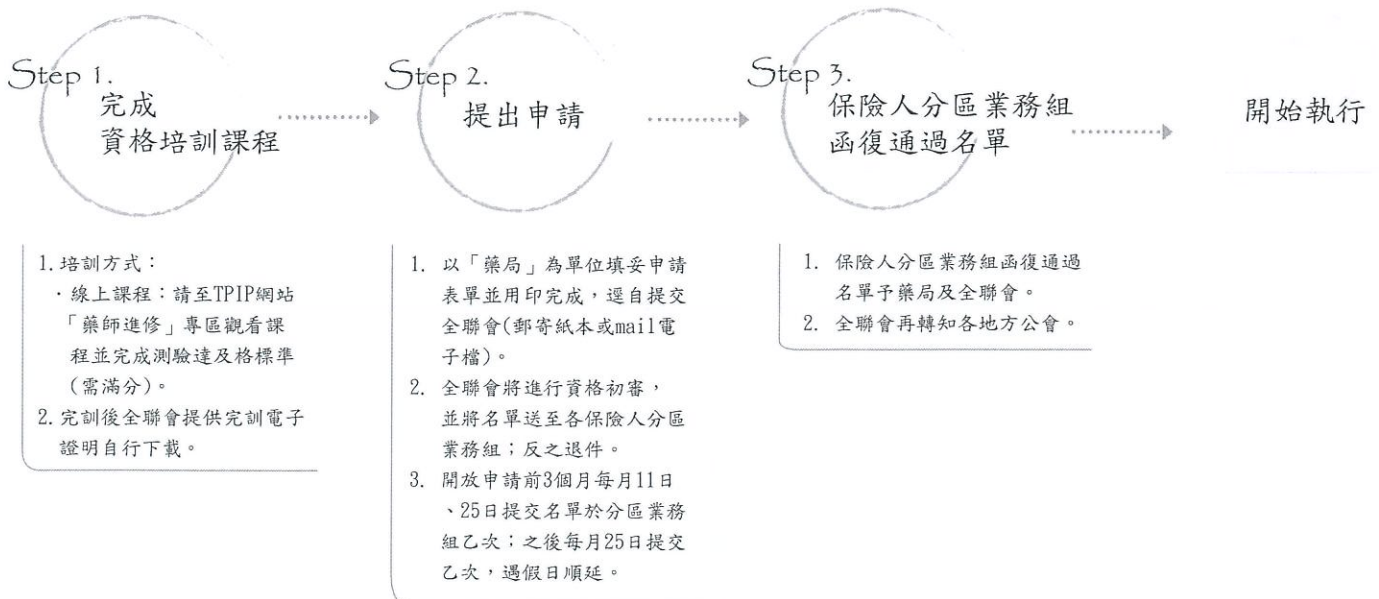 Step 1.
完成
資格培訓課程
Step 2.
提出申請
Step 3.
保險人分區業務組
函復通過名單
開始執行
1.培訓方式：
・線上課程：請至TPIP網站
「藥師進修」專區觀看課
程並完成測驗達及格標準
(需滿分)。
2.完訓後全聯會提供完訓電子
證明自行下載。
1. 以「藥局」為單位填妥申請
表單並用印完成，逕自提交
全聯會(郵寄紙本或mail電
子檔)。
2. 全聯會將進行資格初審，
並將名單送至各保險人分區
業務組；反之退件。
3. 開放申請前3個月每月11日
、25日提交名單於分區業務
組乙次；之後每月25日提交
乙次，遇假日順延。
1. 保險人分區業務組函復通過
名單予藥局及全聯會。
2. 全聯會再轉知各地方公會。